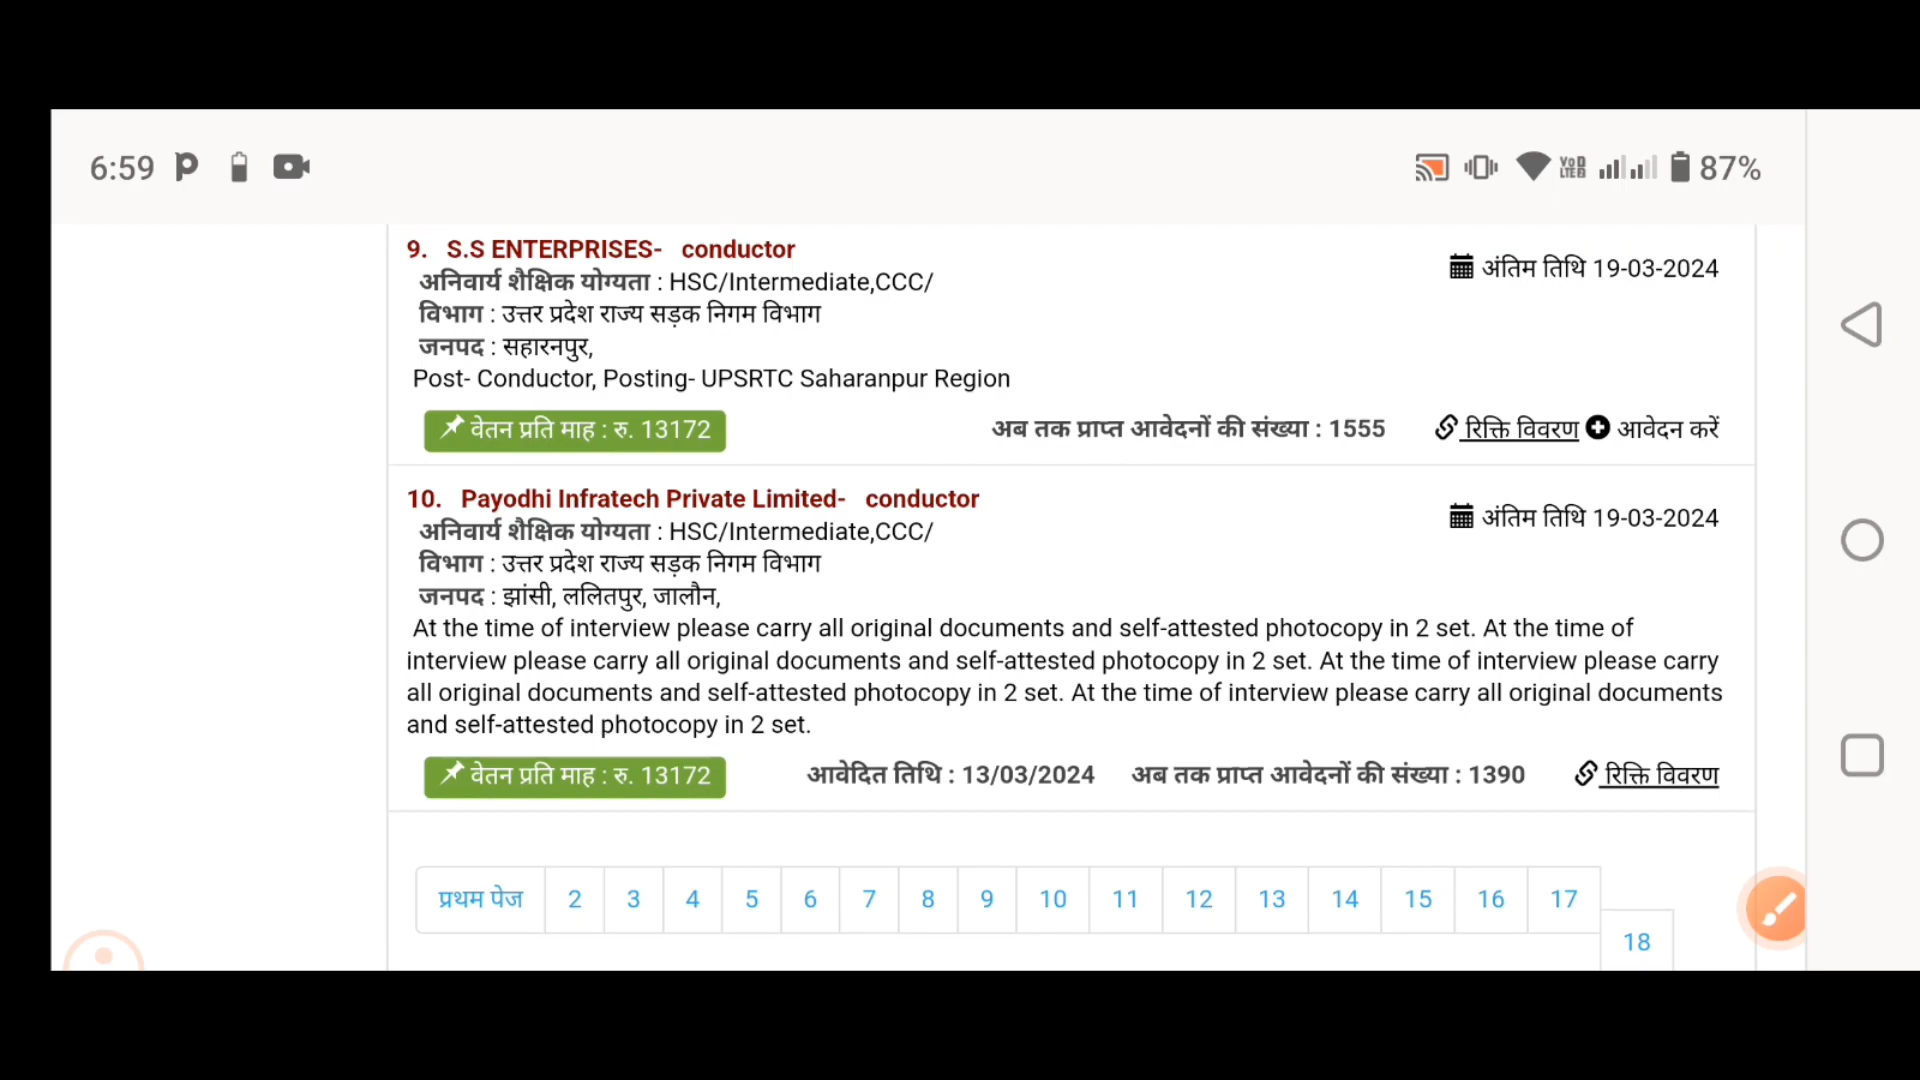 6:59
VoD LTE2 87%
9. S.S ENTERPRISES- conductor
अंतिम तिथि 19-03-2024
अनिवार्य शैक्षिक योग्यता : HSC/Intermediate,CCC/
विभाग : उत्तर प्रदेश राज्य सड़क निगम विभाग
जनपद : सहारनपुर,
Post- Conductor, Posting- UPSRTC Saharanpur Region
वेतन प्रति माह : रु. 13172 अब तक प्राप्त आवेदनों की संख्या : 1555 रिक्ति विवरण आवेदन करें
10. Payodhi Infratech Private Limited- conductor
अंतिम तिथि 19-03-2024
अनिवार्य शैक्षिक योग्यता : HSC/Intermediate,CCC/
विभाग : उत्तर प्रदेश राज्य सड़क निगम विभाग
जनपद : झांसी, ललितपुर, जालौन,
At the time of interview please carry all original documents and self-attested photocopy in 2 set. At the time of
interview please carry all original documents and self-attested photocopy in 2 set. At the time of interview please carry
all original documents and self-attested photocopy in 2 set. At the time of interview please carry all original documents
and self-attested photocopy in 2 set.
वेतन प्रति माह : रु. 13172 आवेदित तिथि : 13/03/2024 अब तक प्राप्त आवेदनों की संख्या : 1390 रिक्ति विवरण
प्रथम पेज 2 3 4 5 6 7 8 9 10 11 12 13 14 15 16 17
18